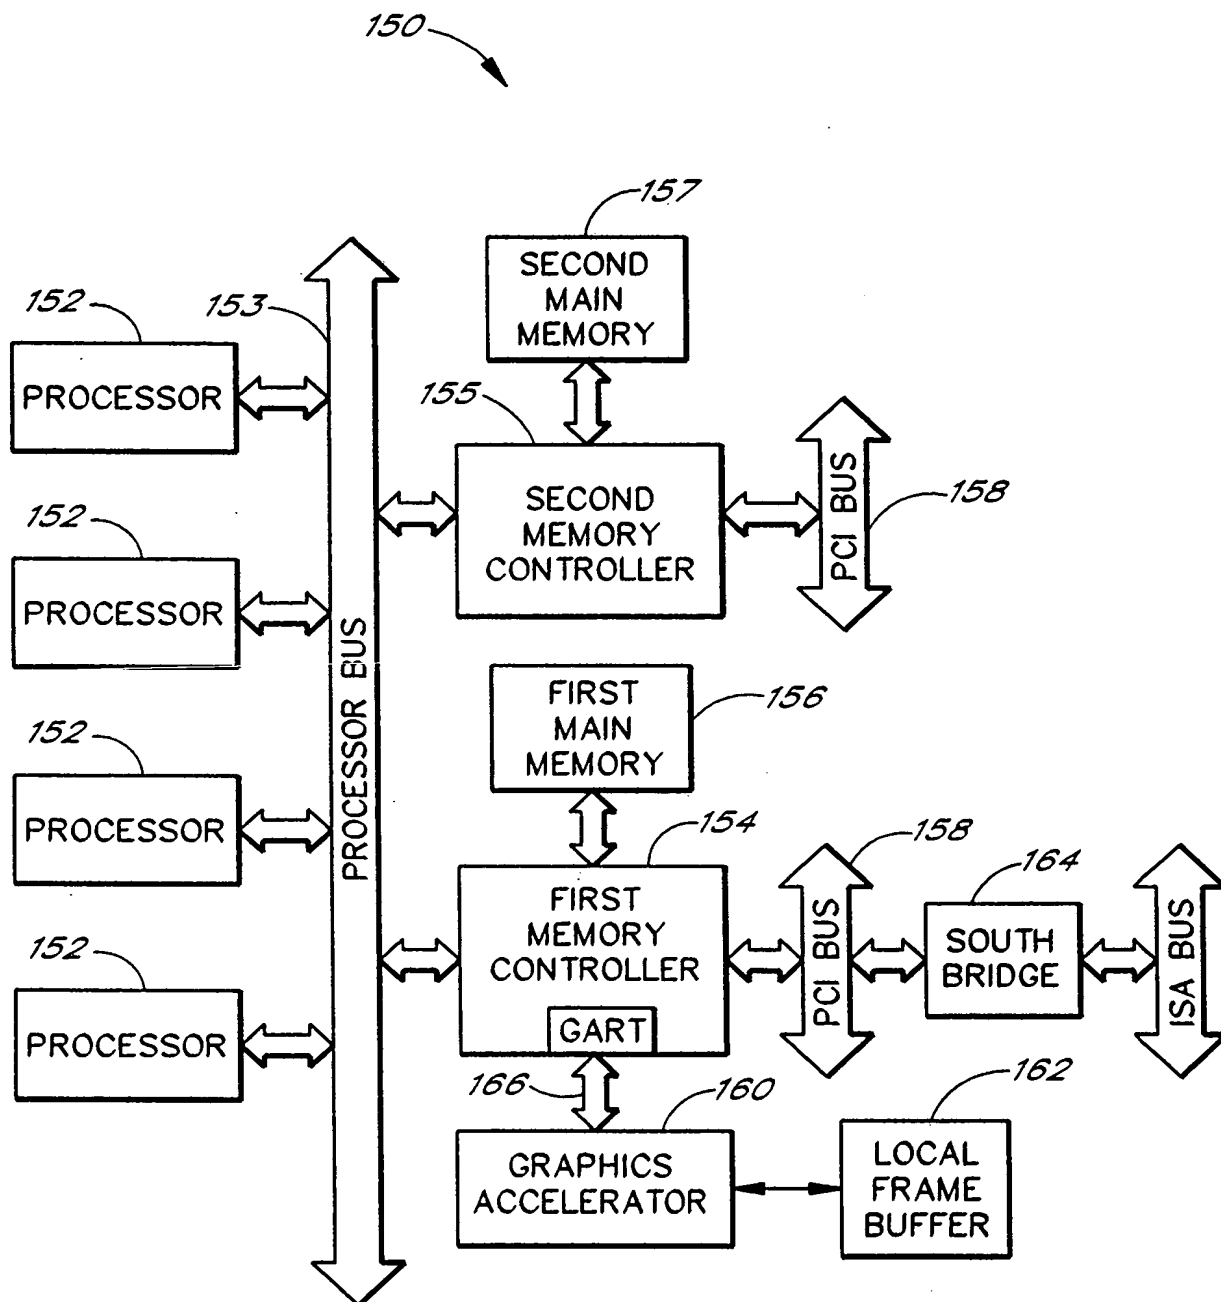 150
157
SECOND
MAIN
MEMORY
152
153
PROCESSOR
155
SECOND
MEMORY
CONTROLLER
PCI BUS
158
152
PROCESSOR
PROCESSOR BUS
FIRST
MAIN
MEMORY
156
152
PROCESSOR
154
FIRST
MEMORY
CONTROLLER
GART
158
PCI BUS
164
SOUTH
BRIDGE
ISA BUS
152
PROCESSOR
166
160
GRAPHICS
ACCELERATOR
162
LOCAL
FRAME
BUFFER